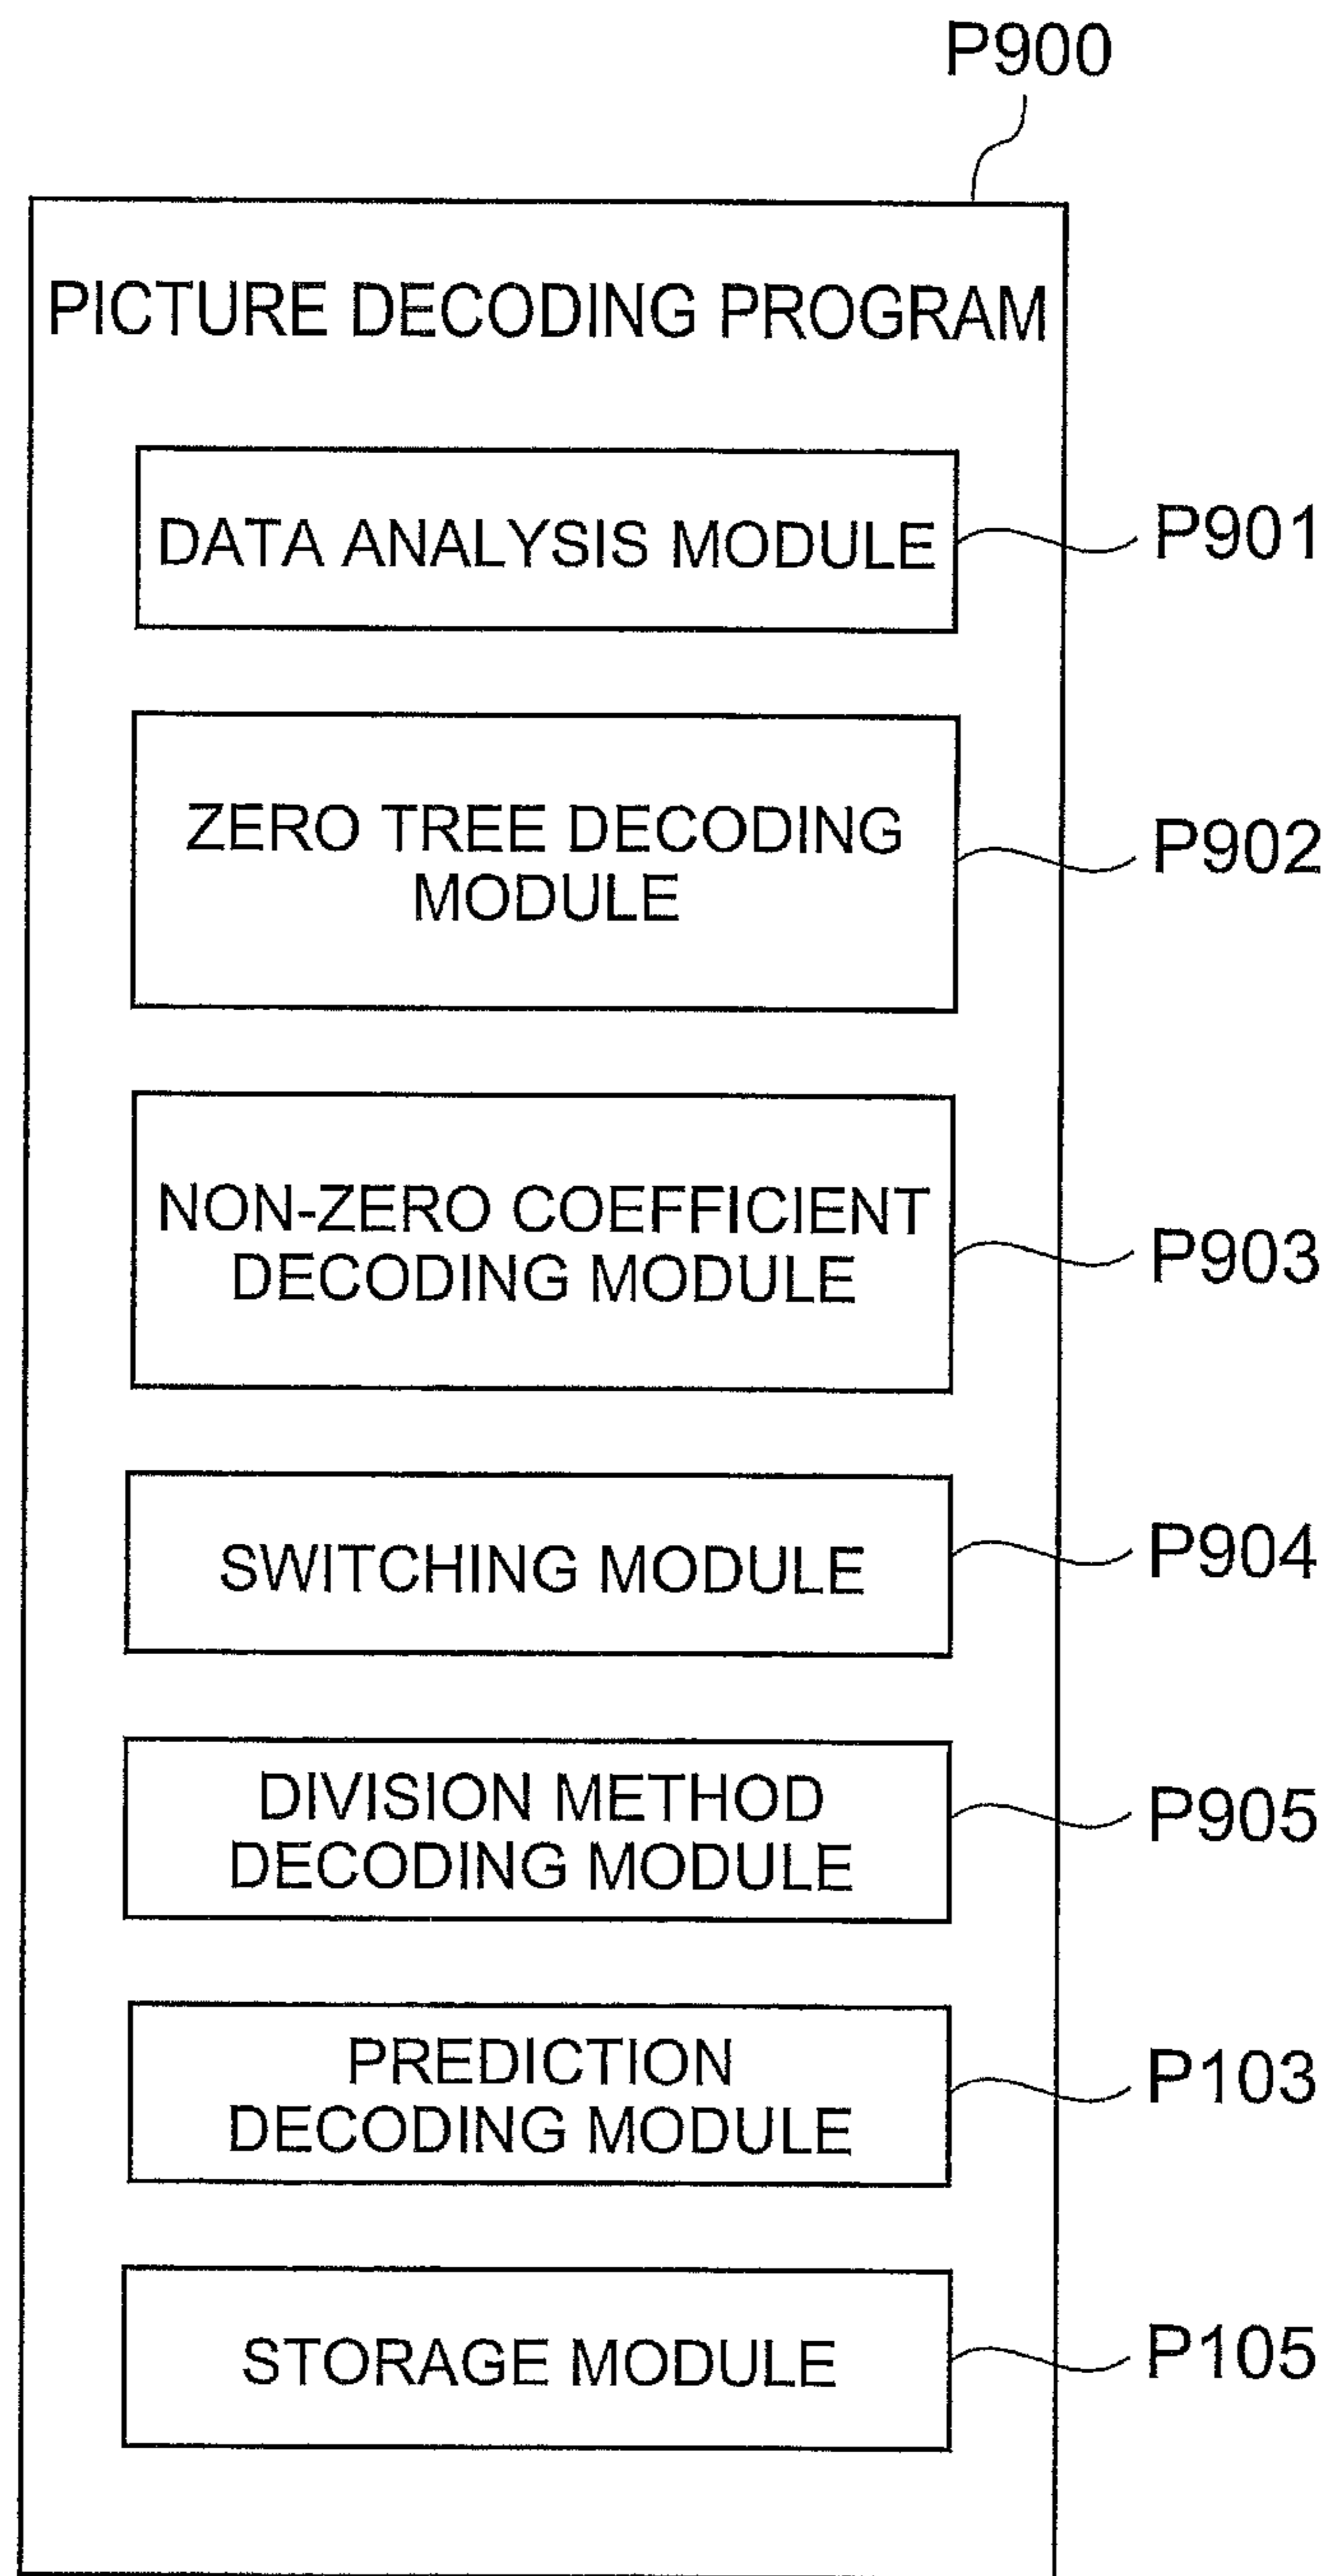 P900
PICTURE DECODING PROGRAM
DATA ANALYSIS MODULE
P901
ZERO TREE DECODING
MODULE
P902
NON-ZERO COEFFICIENT
DECODING MODULE
P903
SWITCHING MODULE
P904
DIVISION METHOD
DECODING MODULE
P905
PREDICTION
DECODING MODULE
P103
STORAGE MODULE
P105